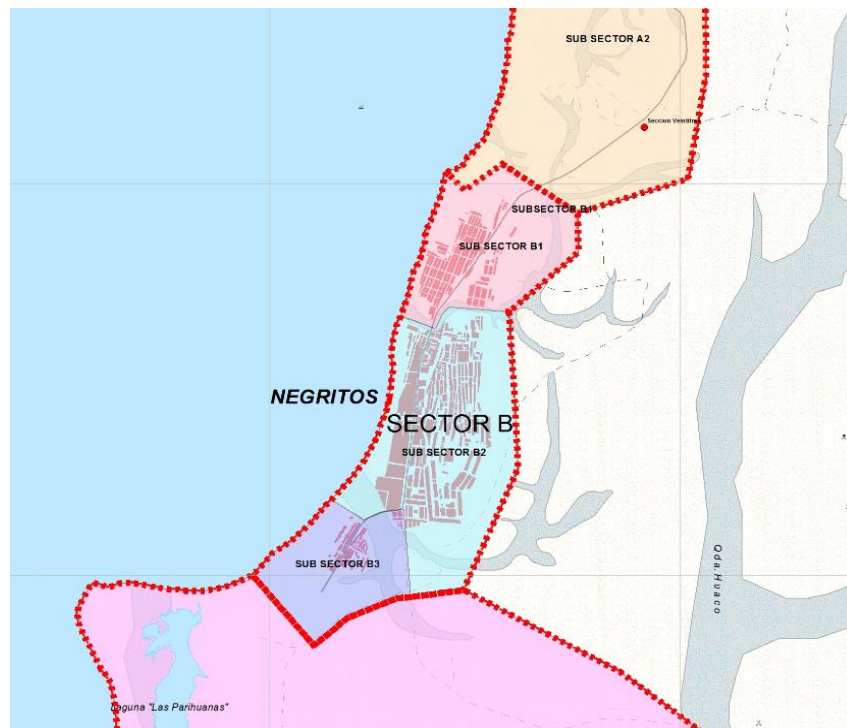 SUB SECTOR A2
Seccion Veintiuno
SUBSECTOR B1
SUB SECTOR B1
NEGRITOS
SECTOR B
SUB SECTOR B2
SUB SECTOR B3
Qda. Huaco
Laguna "Las Parihuanas"